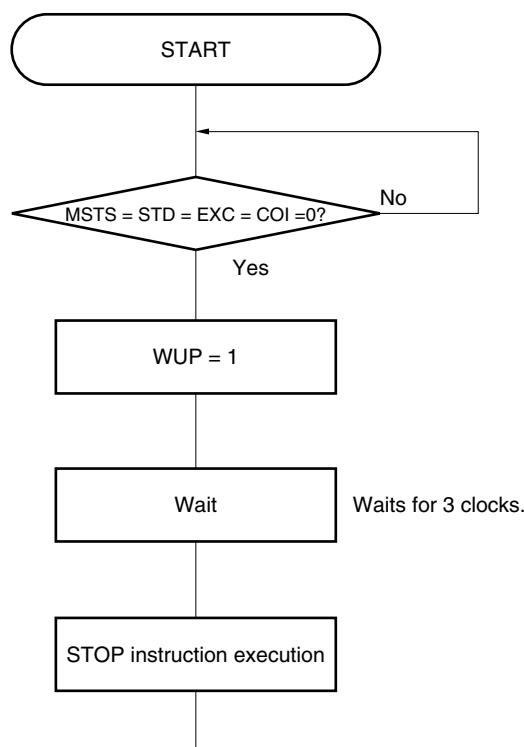 START
MSTS = STD = EXC = COI =0?
No
Yes
WUP = 1
Wait
Waits for 3 clocks.
STOP instruction execution